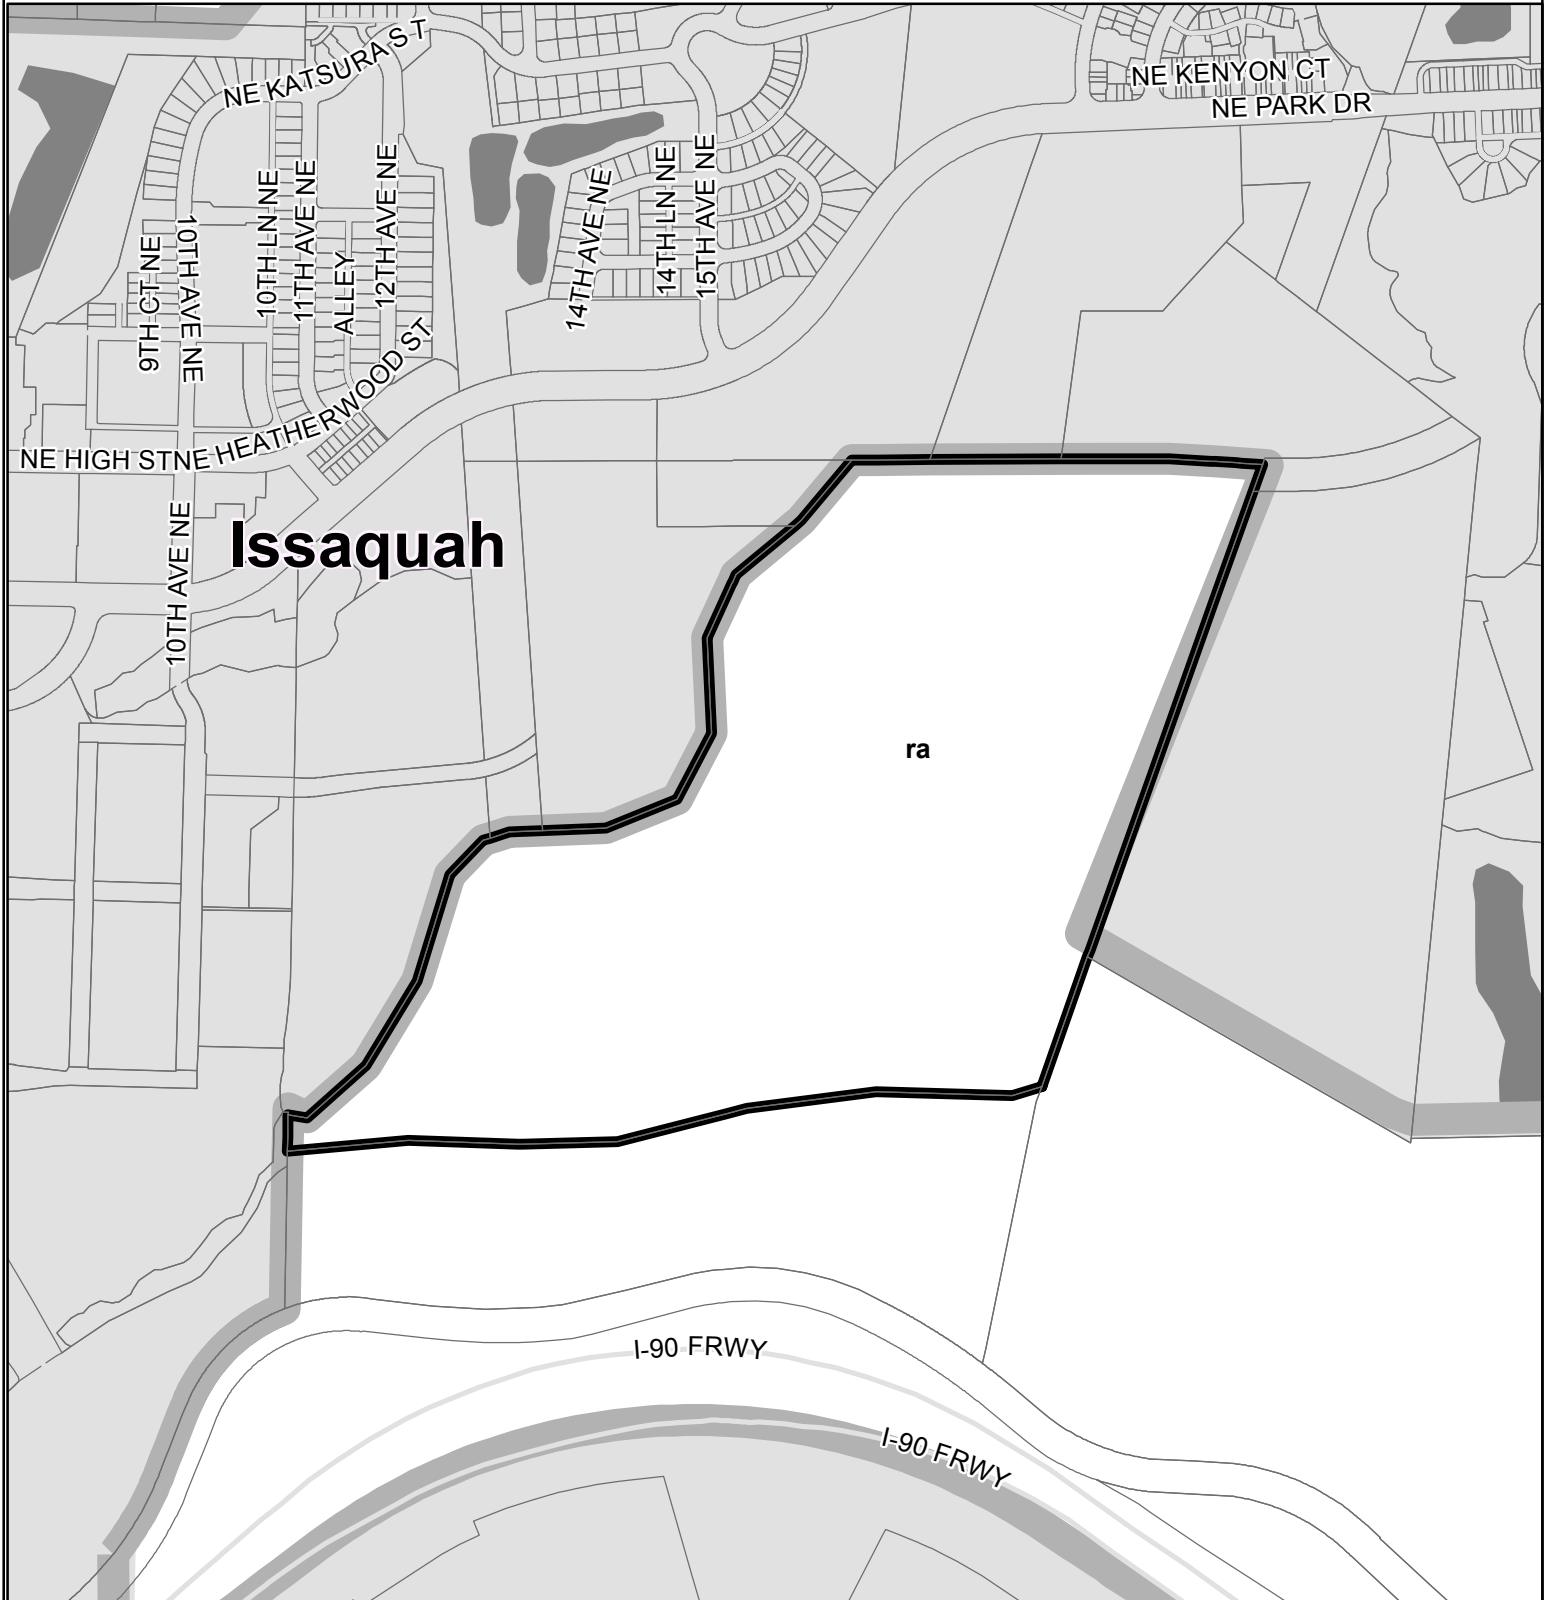 NE KATSURA ST
NE KENYON CT
NE PARK DR
9TH CT NE
10TH AVE NE
10TH LN NE
11TH AVE NE
ALLEY
12TH AVE NE
14TH AVE NE
14TH LN NE
15TH AVE NE
NE HIGH ST
NE HEATHERWOOD ST
10TH AVE NE
Issaquah
ra
I-90 FRWY
I-90 FRWY